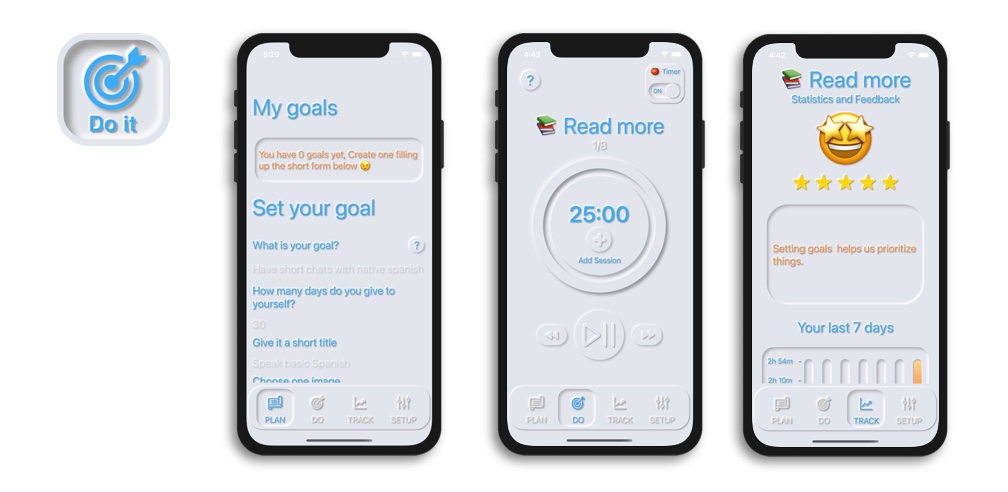 Do it
5:39
My goals
You have 0 goals yet, Create one filling
up the short form below
Set your goal
What is your goal?
?
Have short chats with native spanish
How many days do you give to
yourself?
30
Give it a short title
Speak basic Spanish
Choose one image
PLAN
DO
TRACK
SETUP
4:43
?
Timer
ON
Read more
1/8
25:00
Add Session
PLAN
DO
TRACK
SETUP
Read more
Statistics and Feedback
Setting goals helps us prioritize
things.
Your last 7 days
2h 54m
2h 10m
PLAN
DO
TRACK
SETUP